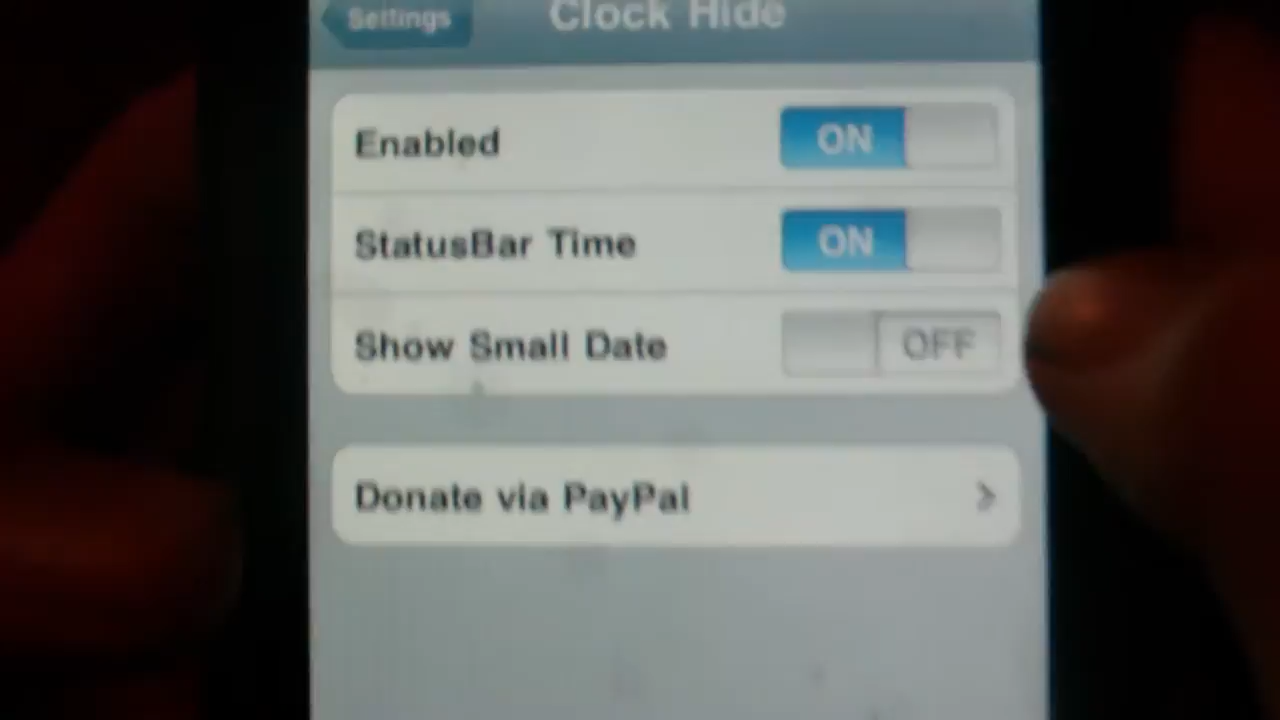 Settings
Clock Hide
Enabled
ON
StatusBar Time
ON
Show Small Date
OFF
Donate via PayPal